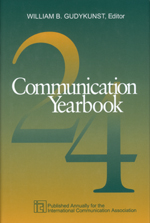 WILLIAM B. GUDYKUNST, Editor
Communication
Yearbook
24
Published Annually for the
International Communication Association